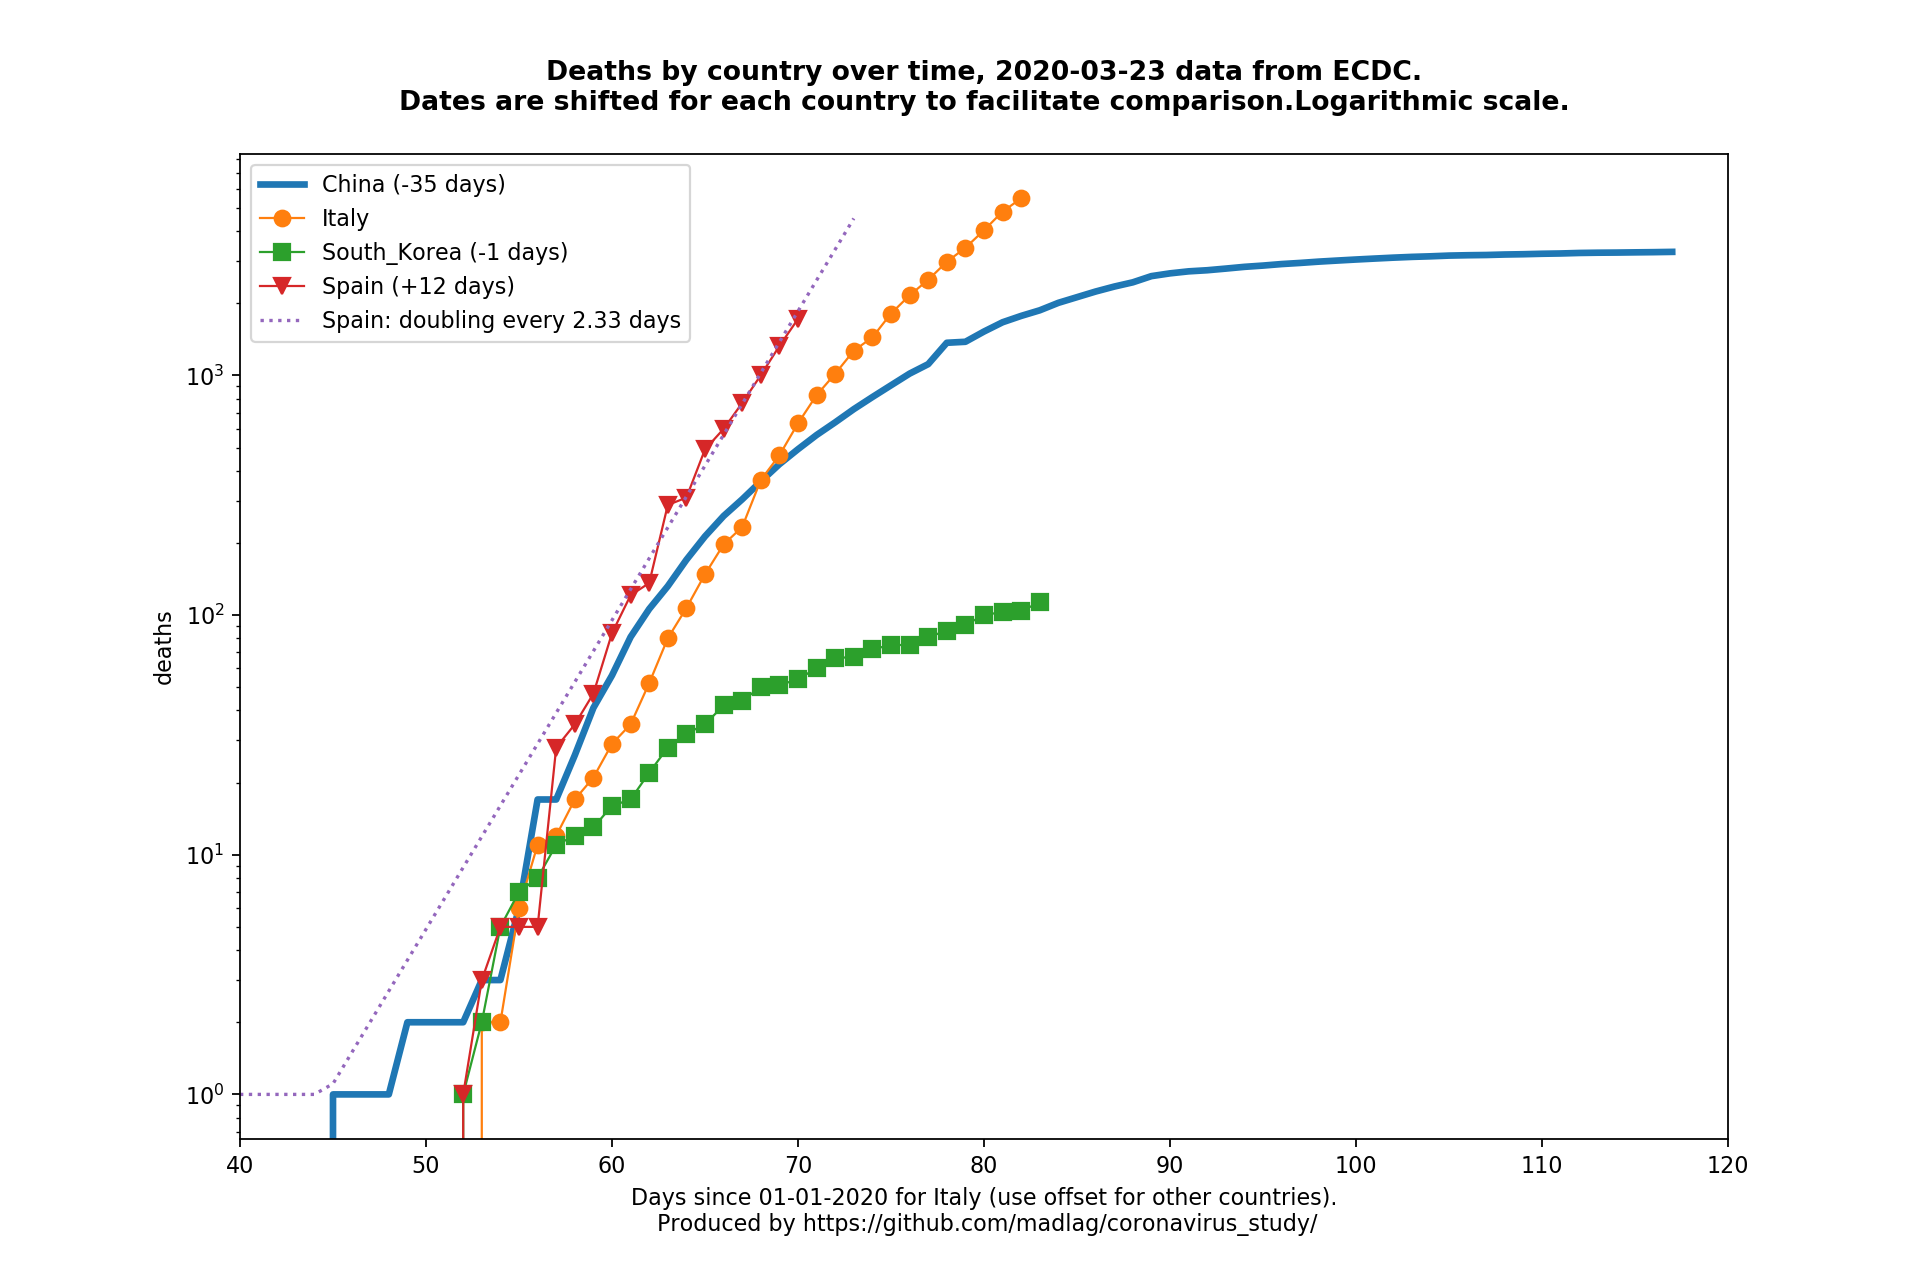 Deaths by country over time, 2020-03-23 data from ECDC.
Dates are shifted for each country to facilitate comparison.Logarithmic scale.
China (-35 days)
Italy
South_Korea (-1 days)
Spain (+12 days)
Spain: doubling every 2.33 days
deaths
10³
10²
10¹
10⁰
40 50 60 70 80 90 100 110 120
Days since 01-01-2020 for Italy (use offset for other countries).
Produced by https://github.com/madlag/coronavirus_study/